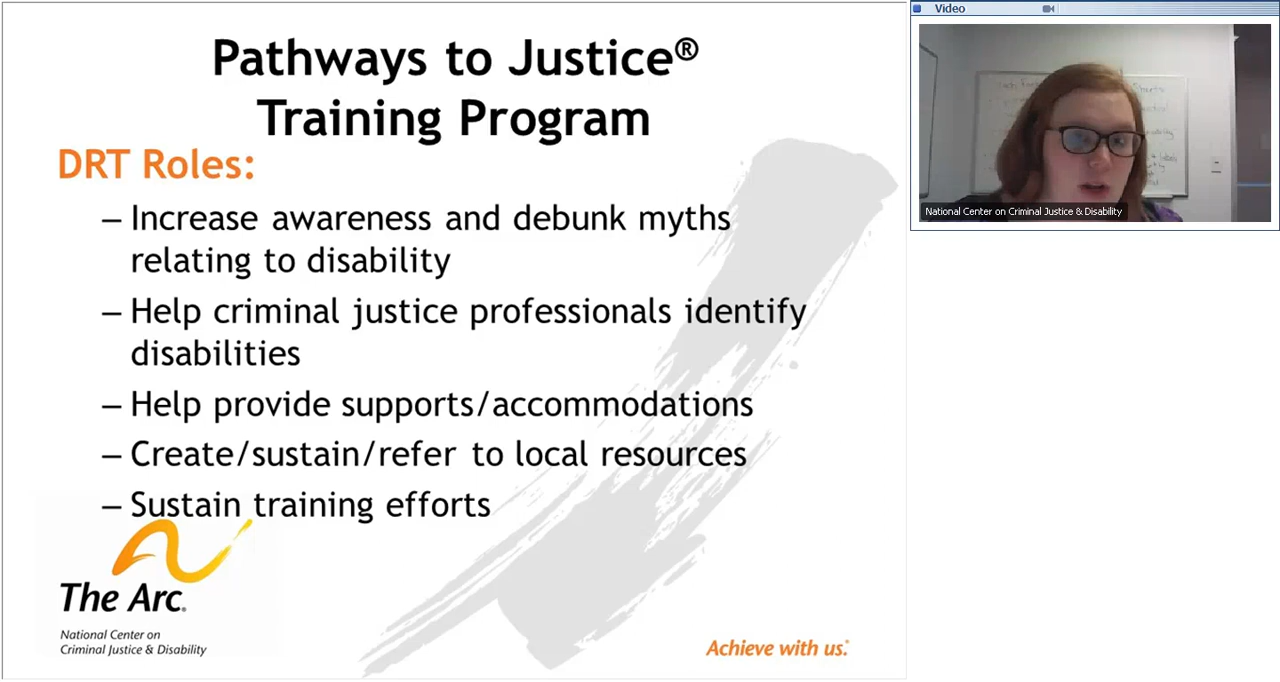 Pathways to Justice®
Training Program
DRT Roles:
– Increase awareness and debunk myths
relating to disability
– Help criminal justice professionals identify
disabilities
– Help provide supports/accommodations
– Create/sustain/refer to local resources
– Sustain training efforts
The Arc®
National Center on
Criminal Justice & Disability
Achieve with us.®
Video
National Center on Criminal Justice & Disability